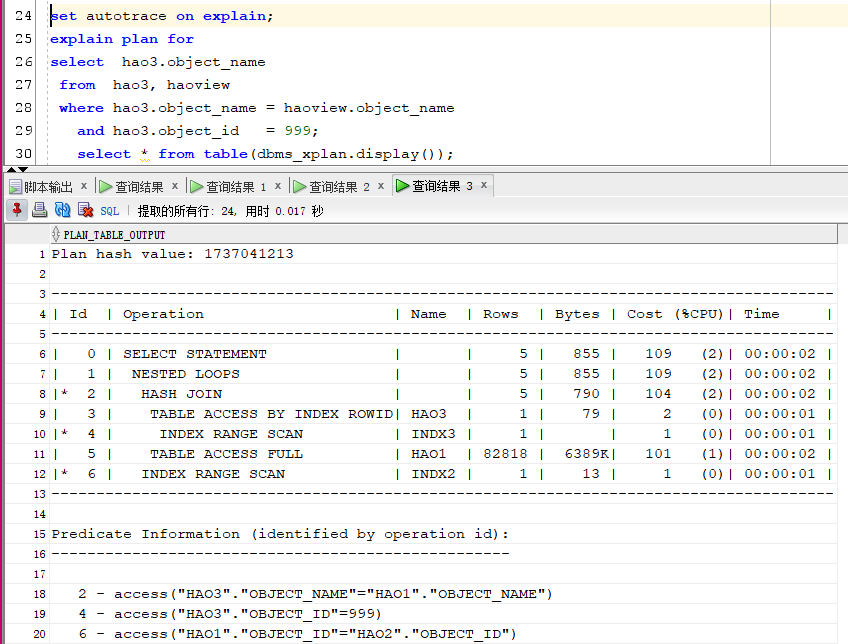 24 set autotrace on explain;
25 explain plan for
26 select  hao3.object_name
27  from  hao3, haoview
28  where hao3.object_name = haoview.object_name
29    and hao3.object_id   = 999;
30    select * from table(dbms_xplan.display());
脚本输出 × 查询结果 × 查询结果 1 × 查询结果 2 × 查询结果 3 ×
SQL | 提取的所有行: 24, 用时 0.017 秒
PLAN_TABLE_OUTPUT
1 Plan hash value: 1737041213
2
3 ---------------------------------------------------------------------------------------
4 | Id  | Operation                     | Name   | Rows  | Bytes | Cost (%CPU)| Time     |
5 ---------------------------------------------------------------------------------------
6 |   0 | SELECT STATEMENT              |        |     5 |   855 |   109   (2)| 00:00:02 |
7 |   1 |  NESTED LOOPS                 |        |     5 |   855 |   109   (2)| 00:00:02 |
8 |*  2 |   HASH JOIN                   |        |     5 |   790 |   104   (2)| 00:00:02 |
9 |   3 |    TABLE ACCESS BY INDEX ROWID| HAO3   |     1 |    79 |     2   (0)| 00:00:01 |
10 |*  4 |     INDEX RANGE SCAN          | INDX3  |     1 |       |     1   (0)| 00:00:01 |
11 |   5 |    TABLE ACCESS FULL          | HAO1   | 82818 |  6389K|   101   (1)| 00:00:02 |
12 |*  6 |   INDEX RANGE SCAN            | INDX2  |     1 |    13 |     1   (0)| 00:00:01 |
13 ---------------------------------------------------------------------------------------
14
15 Predicate Information (identified by operation id):
16 ---------------------------------------------------
17
18    2 - access("HAO3"."OBJECT_NAME"="HAO1"."OBJECT_NAME")
19    4 - access("HAO3"."OBJECT_ID"=999)
20    6 - access("HAO1"."OBJECT_ID"="HAO2"."OBJECT_ID")